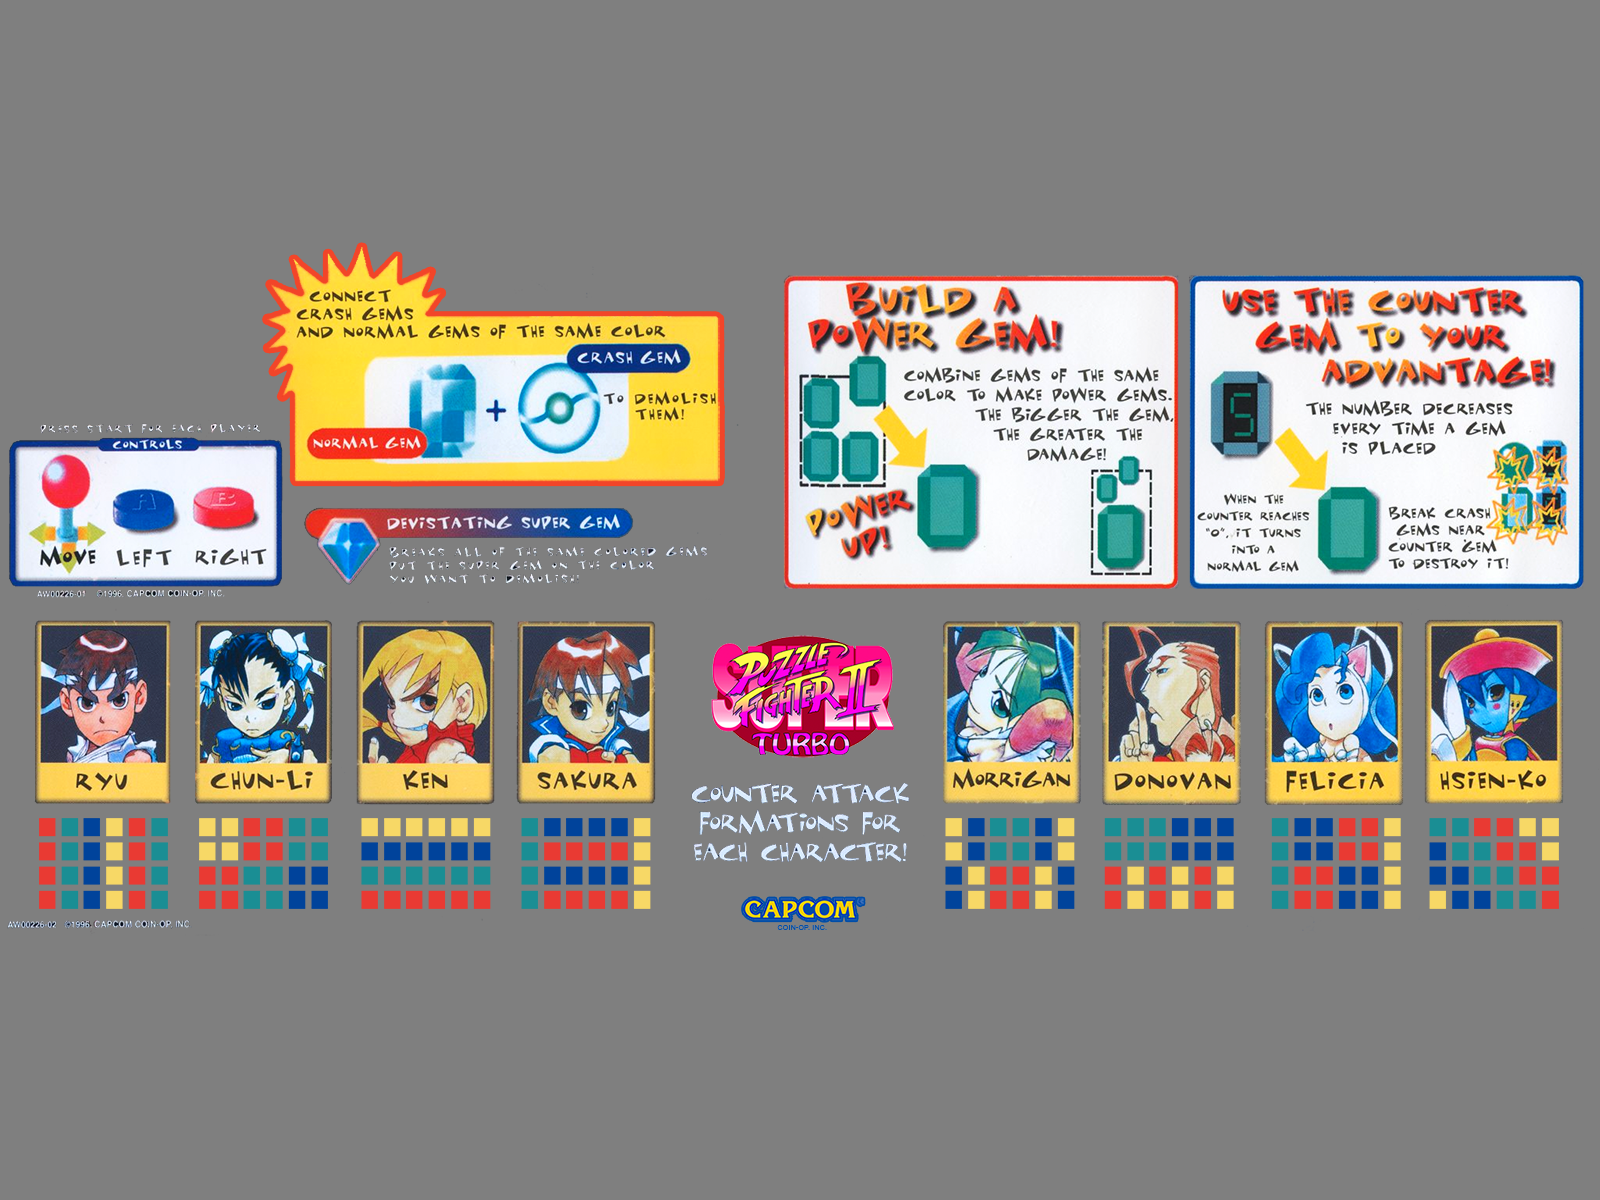 CONNECT
CRASH GEMS
AND NORMAL GEMS OF THE SAME COLOR
CRASH GEM
+
TO DEMOLISH
THEM!
NORMAL GEM
PRESS START FOR EACH PLAYER
CONTROLS
A B
MOVE LEFT RIGHT
AW00226-01 ©1996, CAPCOM COIN-OP, INC.
DEVISTATING SUPER GEM
BREAKS ALL OF THE SAME COLORED GEMS
PUT THE SUPER GEM ON THE COLOR
YOU WANT TO DEMOLISH!
BUILD A
POWER GEM!
COMBINE GEMS OF THE SAME
COLOR TO MAKE POWER GEMS.
THE BIGGER THE GEM,
THE GREATER THE
DAMAGE!
POWER
UP!
USE THE COUNTER
GEM TO YOUR
ADVANTAGE!
5
THE NUMBER DECREASES
EVERY TIME A GEM
IS PLACED
WHEN THE
COUNTER REACHES
"0", IT TURNS
INTO A
NORMAL GEM
BREAK CRASH
GEMS NEAR
COUNTER GEM
TO DESTROY IT!
RYU
CHUN-LI
KEN
SAKURA
SUPER
PUZZLE
FIGHTER II
TURBO
COUNTER ATTACK
FORMATIONS FOR
EACH CHARACTER!
CAPCOM®
COIN-OP, INC.
MORRIGAN
DONOVAN
FELICIA
HSIEN-KO
AW00226-02 ©1996, CAPCOM COIN-OP, INC